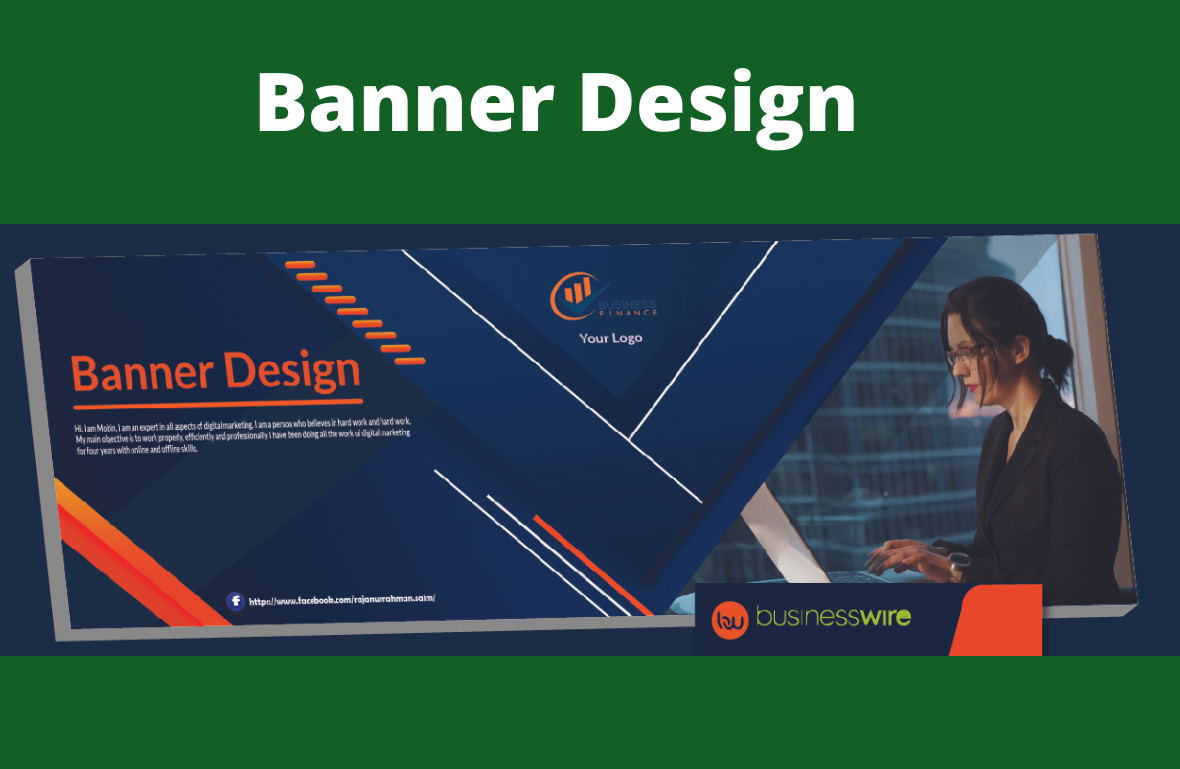 Banner Design
BUSINESS
FINANCE
Your Logo
Banner Design
Hi, I am Mobin, I am an expert in all aspects of digital marketing. I am a person who believes in hard work and hard work.
My main objective is to work properly, efficiently and professionally. I have been doing all the work of digital marketing
for four years with online and offline skills.
f http://www.facebook.com/rajanurrahman.saim/
bw businesswire